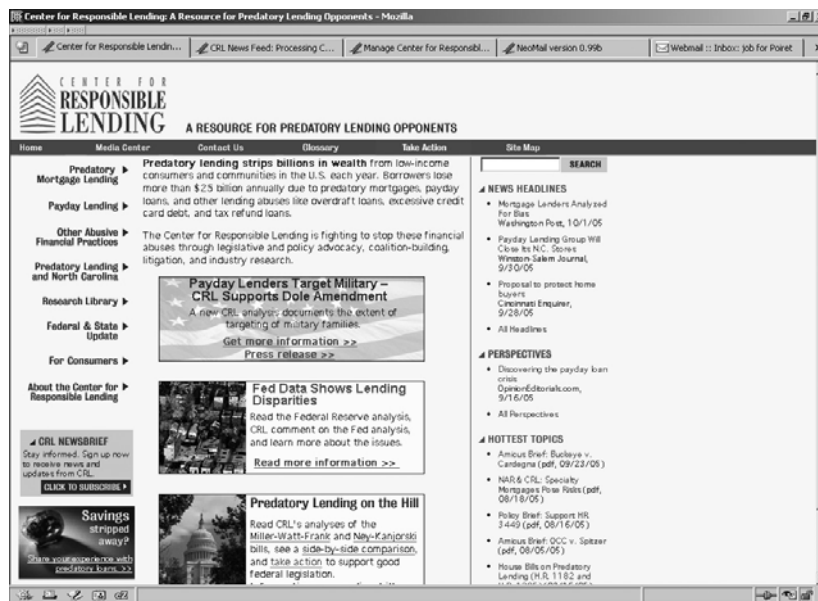 Center for Responsible Lending: A Resource for Predatory Lending Opponents - Mozilla
Center for Responsible Lendin...
CRL News Feed: Processing C...
Manage Center for Responsibl...
NeoMail version 0.99b
Webmail :: Inbox: job for Poiret
CENTER FOR
RESPONSIBLE
LENDING
A RESOURCE FOR PREDATORY LENDING OPPONENTS
Home Media Center Contact Us Glossary Take Action Site Map
Predatory
Mortgage Lending
Payday Lending
Other Abusive
Financial Practices
Predatory Lending
and North Carolina
Research Library
Federal & State
Update
For Consumers
About the Center for
Responsible Lending
CRL NEWSBRIEF
Stay informed. Sign up now
to receive news and
updates from CRL.
CLICK TO SUBSCRIBE
Savings
stripped
away?
Share your experience with
predatory loans. >>
Predatory lending strips billions in wealth from low-income
consumers and communities in the U.S. each year. Borrowers lose
more than $25 billion annually due to predatory mortgages, payday
loans, and other lending abuses like overdraft loans, excessive credit
card debt, and tax refund loans.
The Center for Responsible Lending is fighting to stop these financial
abuses through legislative and policy advocacy, coalition-building,
litigation, and industry research.
Payday Lenders Target Military –
CRL Supports Dole Amendment
A new CRL analysis documents the extent of
targeting of military families.
Get more information >>
Press release >>
Fed Data Shows Lending
Disparities
Read the Federal Reserve analysis,
CRL comment on the Fed analysis,
and learn more about the issues.
Read more information >>
Predatory Lending on the Hill
Read CRL's analyses of the
Miller-Watt-Frank and Ney-Kanjorski
bills, see a side-by-side comparison,
and take action to support good
federal legislation.
SEARCH
NEWS HEADLINES
Mortgage Lenders Analyzed
For Bias
Washington Post, 10/1/05
Payday Lending Group Will
Close Its N.C. Stores
Winston-Salem Journal,
9/30/05
Proposal to protect home
buyers
Cincinnati Enquirer,
9/28/05
All Headlines
PERSPECTIVES
Discovering the payday loan
crisis
OpinionEditorials.com,
9/16/05
All Perspectives
HOTTEST TOPICS
Amicus Brief: Buckeye v.
Cardegna (pdf, 09/23/05)
NAR & CRL: Specialty
Mortgages Pose Risks (pdf,
08/18/05)
Policy Brief: Support HR
3449 (pdf, 08/16/05)
Amicus Brief: OCC v. Spitzer
(pdf, 08/05/05)
House Bills on Predatory
Lending (H.R. 1182 and